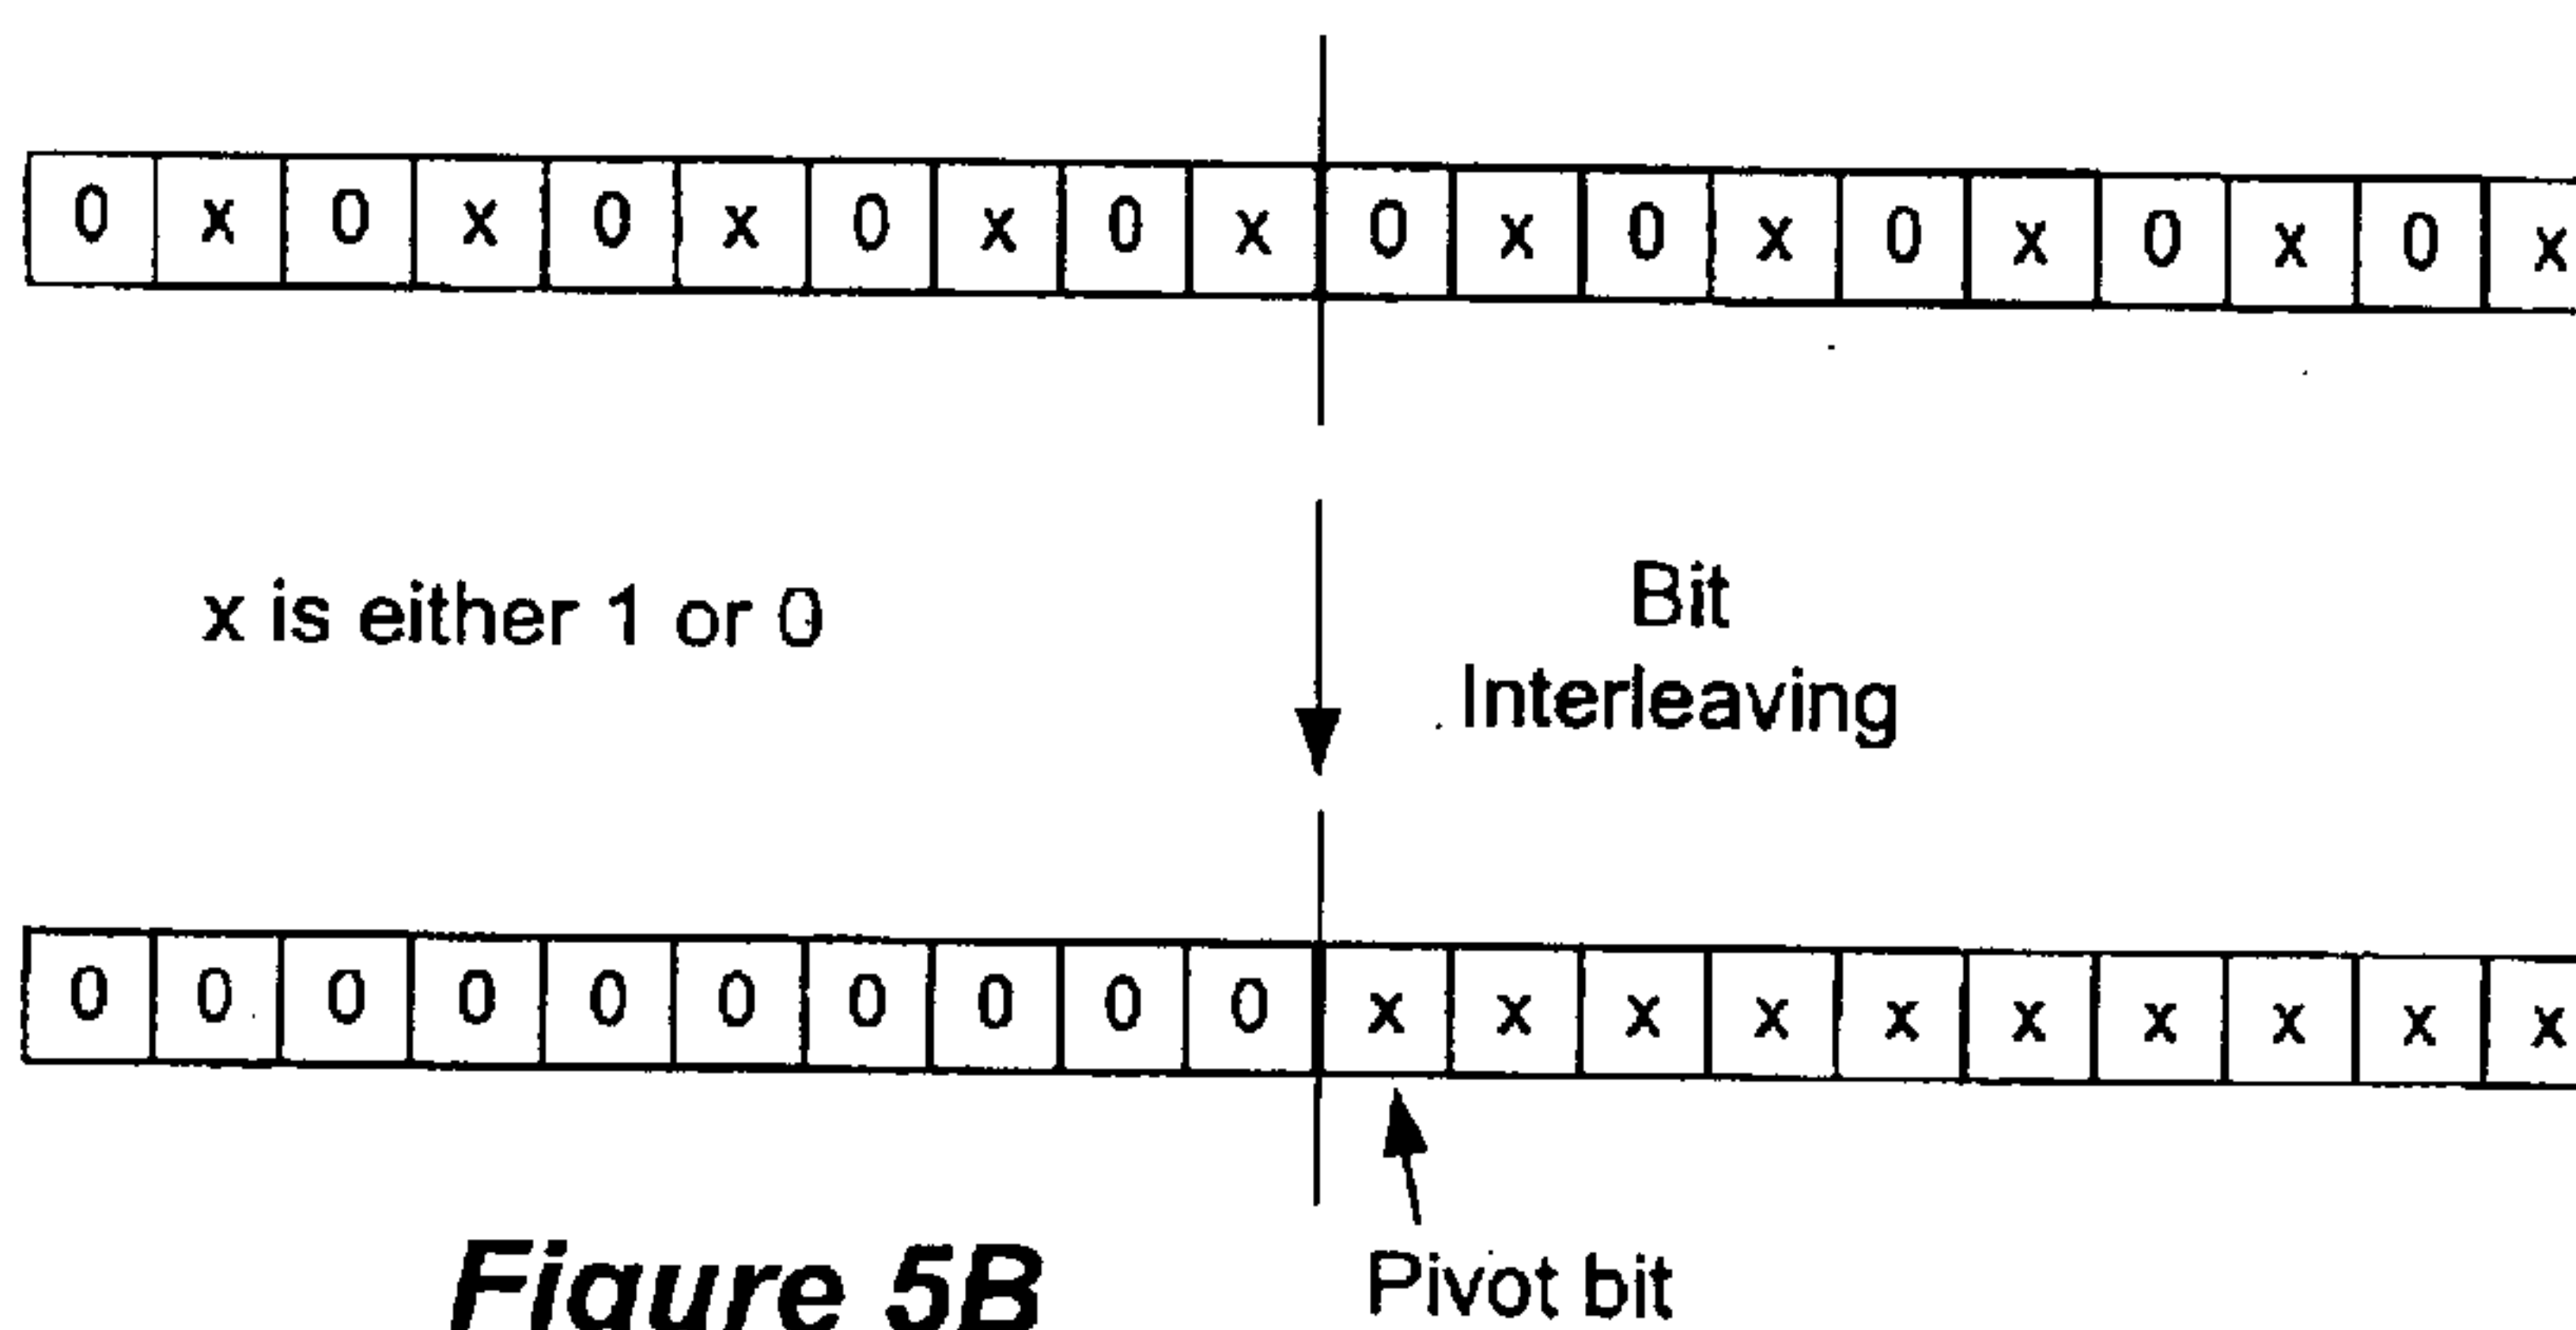 0 x 0 x 0 x 0 x 0 x 0 x 0 x 0 x 0 x 0 x
x is either 1 or 0
Bit
Interleaving
0 0 0 0 0 0 0 0 0 0 x x x x x x x x x x
Pivot bit
Figure 5B